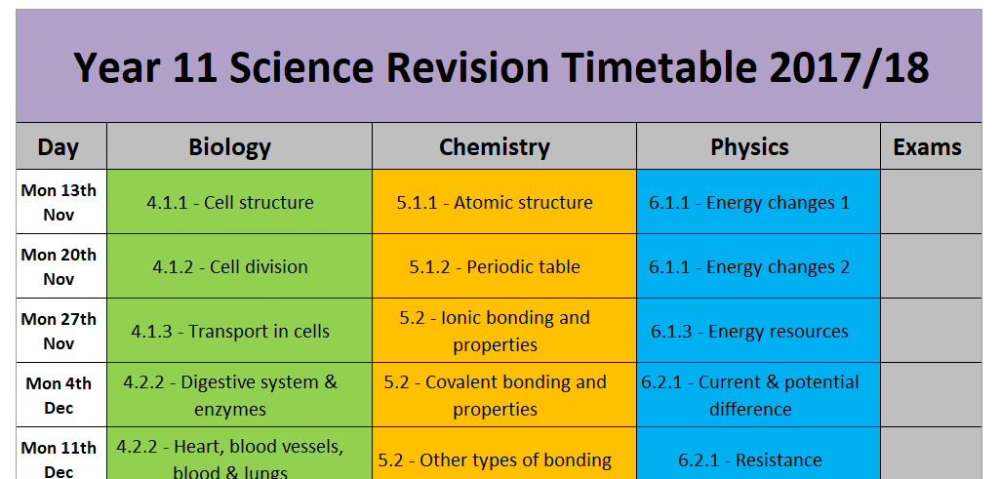 Year 11 Science Revision Timetable 2017/18
Day Biology Chemistry Physics Exams
Mon 13th
Nov
4.1.1 - Cell structure
5.1.1 - Atomic structure
6.1.1 - Energy changes 1
Mon 20th
Nov
4.1.2 - Cell division
5.1.2 - Periodic table
6.1.1 - Energy changes 2
Mon 27th
Nov
4.1.3 - Transport in cells
5.2 - Ionic bonding and
properties
6.1.3 - Energy resources
Mon 4th
Dec
4.2.2 - Digestive system &
enzymes
5.2 - Covalent bonding and
properties
6.2.1 - Current & potential
difference
Mon 11th
Dec
4.2.2 - Heart, blood vessels,
blood & lungs
5.2 - Other types of bonding
6.2.1 - Resistance